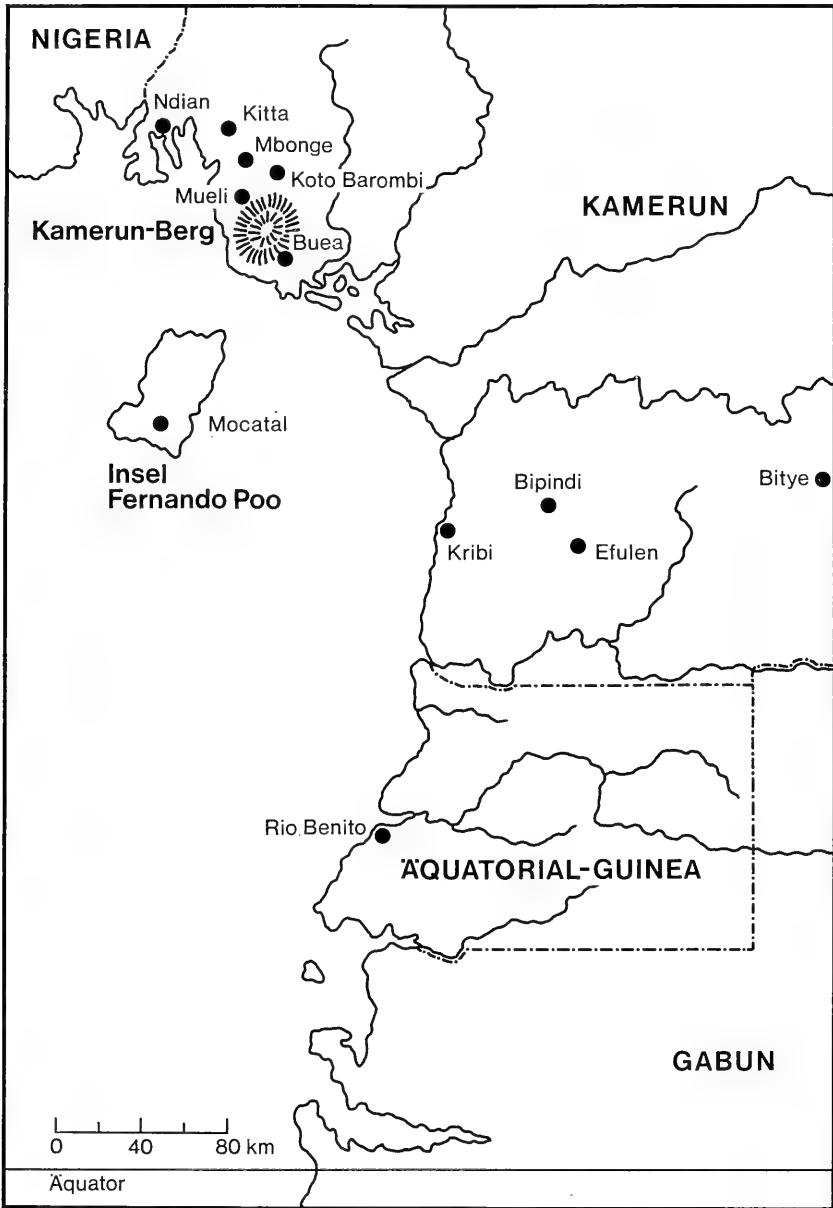 NIGERIA
Ndian
Kitta
Mbonge
Koto Barombi
Mueli
KAMERUN
Kamerun-Berg
Buea
Mocatal
Insel
Fernando Poo
Bipindi
Bitye
Kribi
Efulen
Rio Benito
ÄQUATORIAL-GUINEA
GABUN
0 40 80 km
Äquator